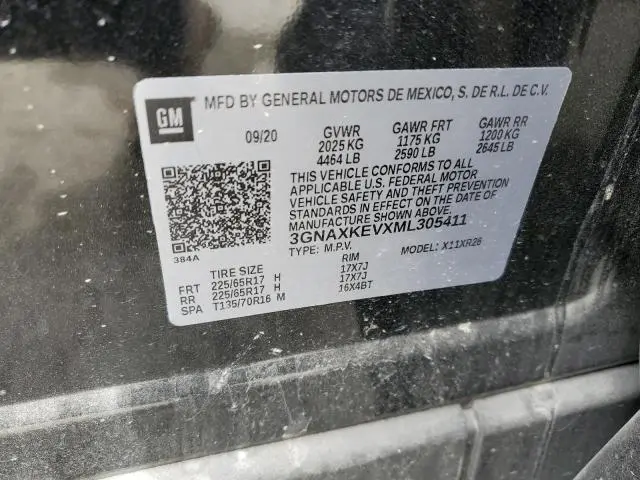 GM
MFD BY GENERAL MOTORS DE MEXICO, S. DE R.L. DE C.V.
09/20 GVWR GAWR FRT GAWR RR
2025 KG 1175 KG 1200 KG
4464 LB 2590 LB 2645 LB
THIS VEHICLE CONFORMS TO ALL
APPLICABLE U.S. FEDERAL MOTOR
VEHICLE SAFETY AND THEFT PREVENTION
STANDARDS IN EFFECT ON THE DATE OF
MANUFACTURE SHOWN ABOVE.
3GNAXKEVXML305411
384A TYPE: M.P.V. MODEL: X11XR26
TIRE SIZE RIM
FRT 225/65R17 H 17X7J
RR 225/65R17 H 17X7J
SPA T135/70R16 M 16X4BT